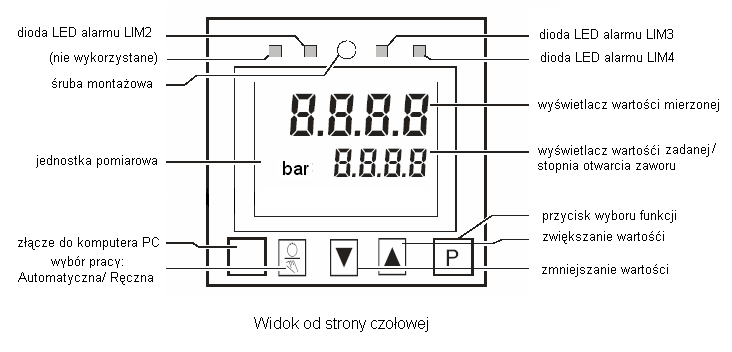 dioda LED alarmu LIM2
(nie wykorzystane)
śruba montażowa
jednostka pomiarowa
złącze do komputera PC
wybór pracy:
Automatyczna/ Ręczna
8.8.8.8
bar
8.8.8.8
P
dioda LED alarmu LIM3
dioda LED alarmu LIM4
wyświetlacz wartości mierzonej
wyświetlacz wartośći zadanej/
stopnia otwarcia zaworu
przycisk wyboru funkcji
zwiększanie wartośći
zmniejszanie wartości
Widok od strony czołowej